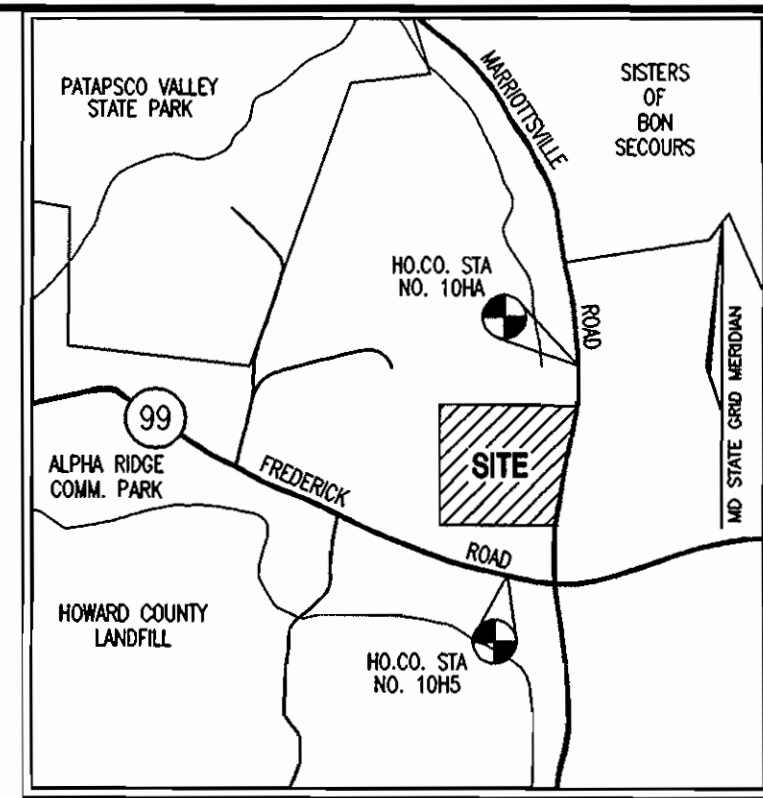 PATAPSCO VALLEY
STATE PARK
MARRIOTTSVILLE
ROAD
SISTERS
OF
BON
SECOURS
HO.CO. STA
NO. 10HA
MD STATE GRID MERIDIAN
99
SITE
ALPHA RIDGE
COMM. PARK
FREDERICK
ROAD
HOWARD COUNTY
LANDFILL
HO.CO. STA
NO. 10H5